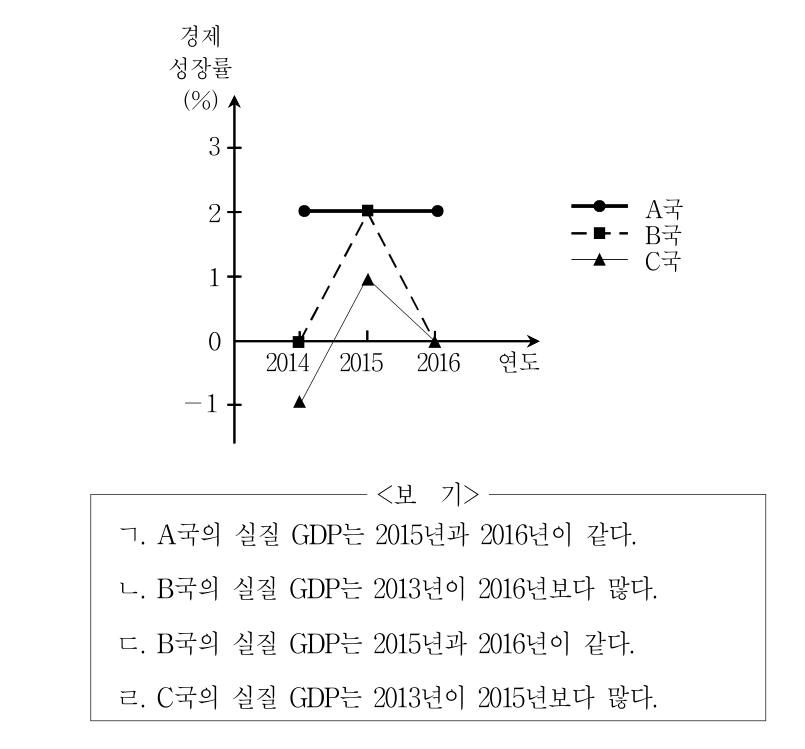 경제
성장률
(%)
3
2
1
0
-1
2014 2015 2016 연도
A국
B국
C국
<보 기>
ㄱ. A국의 실질 GDP는 2015년과 2016년이 같다.
ㄴ. B국의 실질 GDP는 2013년이 2016년보다 많다.
ㄷ. B국의 실질 GDP는 2015년과 2016년이 같다.
ㄹ. C국의 실질 GDP는 2013년이 2015년보다 많다.